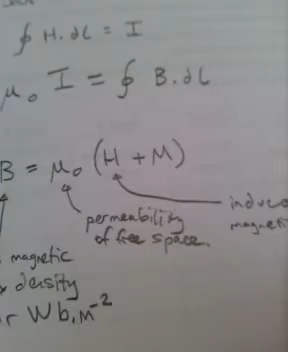 ∮ H.dL = I
μ₀ I = ∮ B.dL
B = μ₀ (H + M)
permeability
of free space.
magnetic
density
Wb.m⁻²